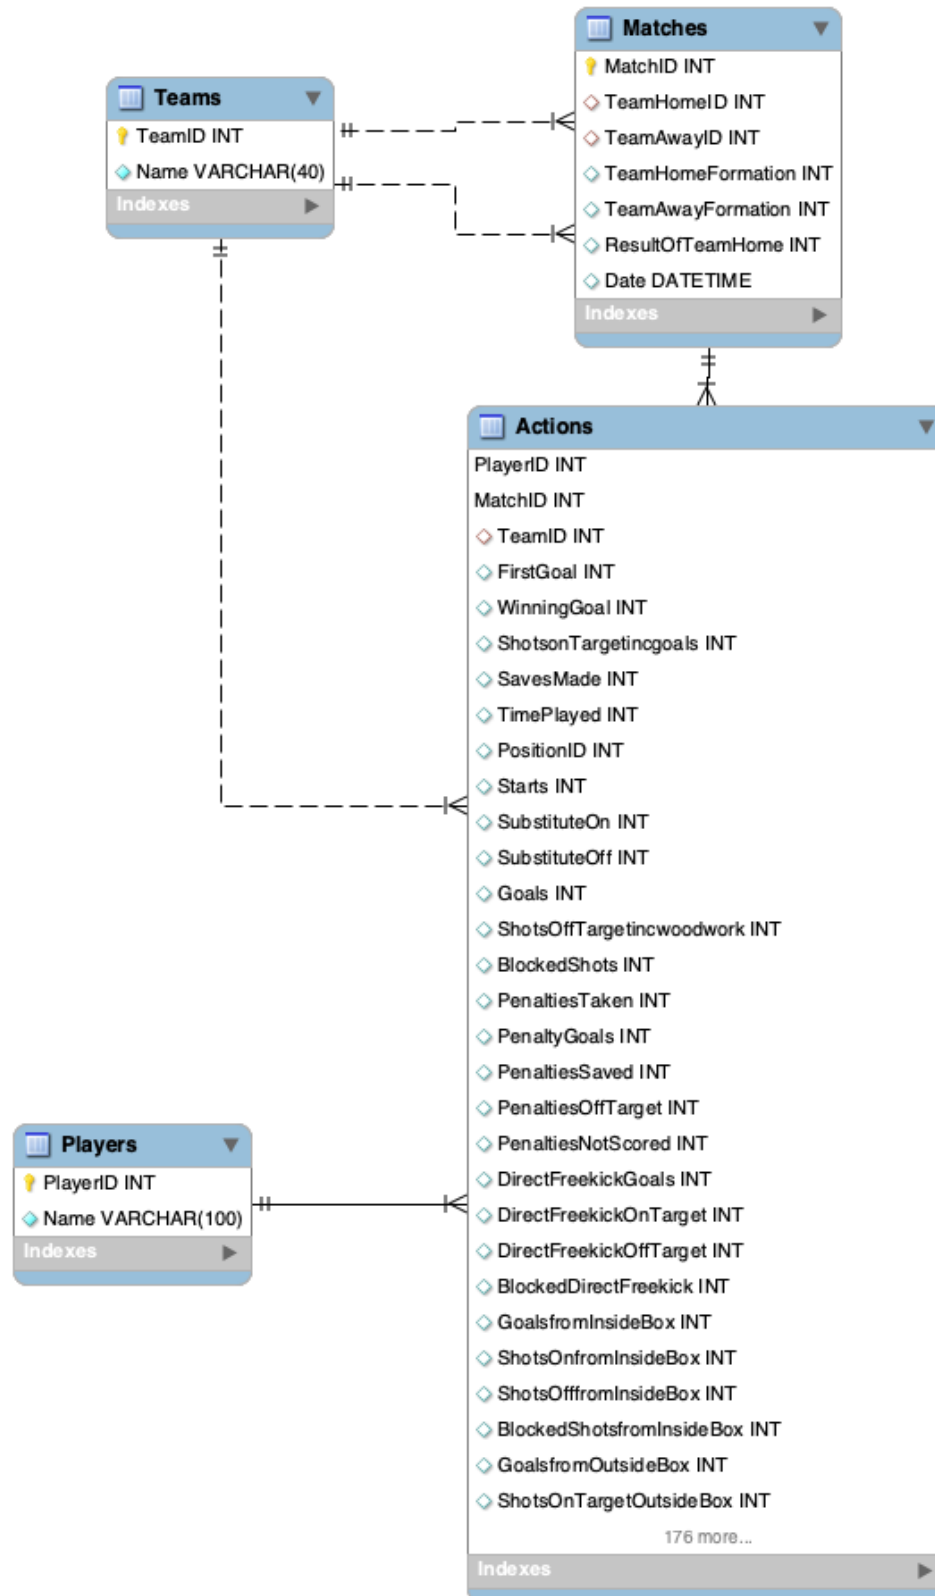 Matches
MatchID INT
TeamHomeID INT
TeamAwayID INT
TeamHomeFormation INT
TeamAwayFormation INT
ResultOfTeamHome INT
Date DATETIME
Indexes
Teams
TeamID INT
Name VARCHAR(40)
Indexes
Actions
PlayerID INT
MatchID INT
TeamID INT
FirstGoal INT
WinningGoal INT
ShotsonTargetincgoals INT
SavesMade INT
TimePlayed INT
PositionID INT
Starts INT
SubstituteOn INT
SubstituteOff INT
Goals INT
ShotsOffTargetincwoodwork INT
BlockedShots INT
PenaltiesTaken INT
PenaltyGoals INT
PenaltiesSaved INT
PenaltiesOffTarget INT
PenaltiesNotScored INT
DirectFreekickGoals INT
DirectFreekickOnTarget INT
DirectFreekickOffTarget INT
BlockedDirectFreekick INT
GoalsfromInsideBox INT
ShotsOnfromInsideBox INT
ShotsOfffromInsideBox INT
BlockedShotsfromInsideBox INT
GoalsfromOutsideBox INT
ShotsOnTargetOutsideBox INT
176 more...
Indexes
Players
PlayerID INT
Name VARCHAR(100)
Indexes